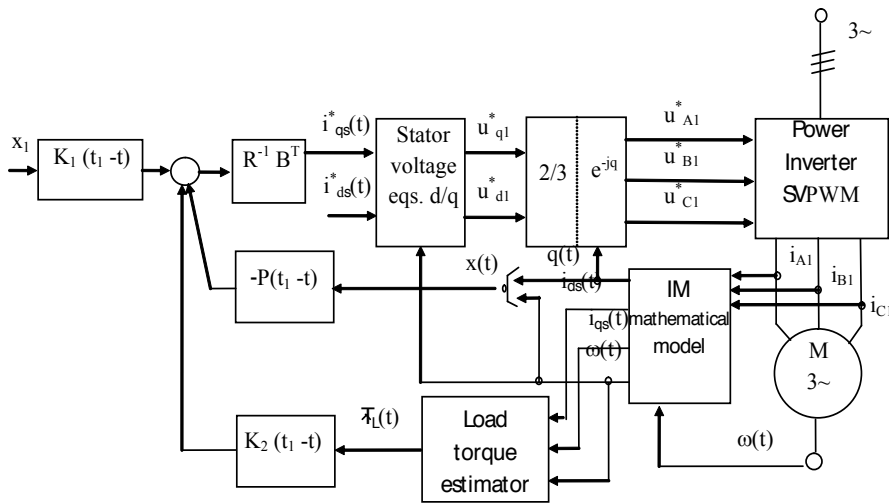 3~
x₁
K₁ (t₁ -t)
R⁻¹ Bᵀ
i*qs(t)
i*ds(t)
Stator
voltage
eqs. d/q
u*q1
u*d1
2/3
e⁻ʲq
u*A1
u*B1
u*C1
Power
Inverter
SVPWM
-P(t₁ -t)
x(t)
q(t)
ids(t)
iqs(t)
ω(t)
IM
mathematical
model
iA1
iB1
iC1
M
3~
K₂ (t₁ -t)
TL(t)
Load
torque
estimator
ω(t)